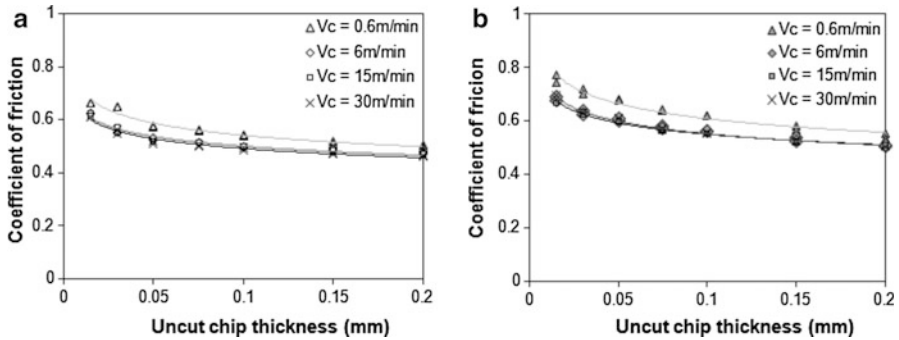 a
Coefficient of friction
1
0.8
0.6
0.4
0.2
0
0
0.05
0.1
0.15
0.2
Uncut chip thickness (mm)
Vc = 0.6m/min
Vc = 6m/min
Vc = 15m/min
Vc = 30m/min
b
Coefficient of fricion
1
0.8
0.6
0.4
0.2
0
0
0.05
0.1
0.15
0.2
Uncut chip thickness (mm)
Vc = 0.6m/min
Vc = 6m/min
Vc = 15m/min
Vc = 30m/min